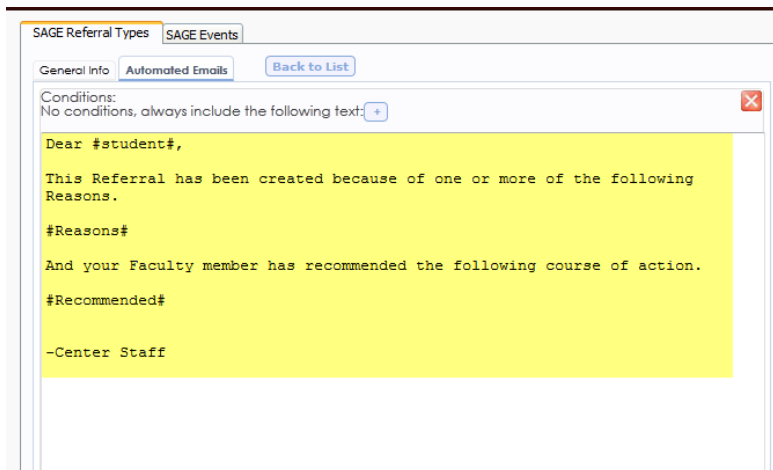 SAGE Referral Types SAGE Events
General Info Automated Emails Back to List
Conditions:
No conditions, always include the following text: +
Dear #student#,
This Referral has been created because of one or more of the following
Reasons.
#Reasons#
And your Faculty member has recommended the following course of action.
#Recommended#
-Center Staff